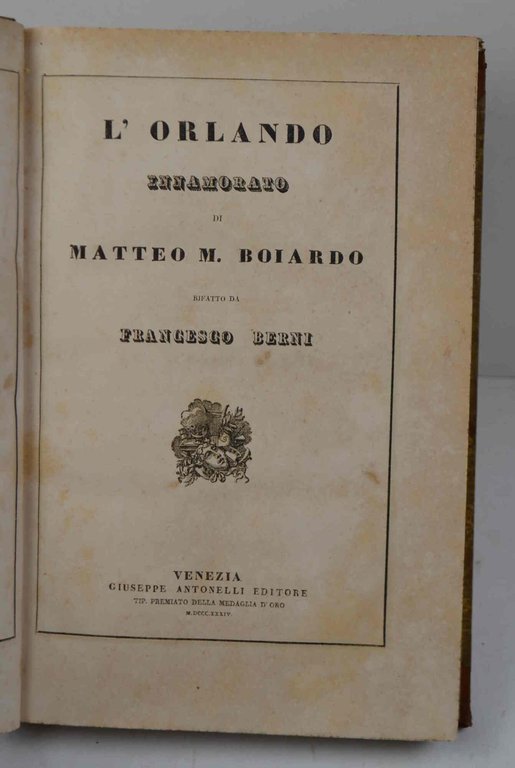 L' ORLANDO
INNAMORATO
DI
MATTEO M. BOIARDO
RIFATTO DA
FRANCESCO BERNI
VENEZIA
GIUSEPPE ANTONELLI EDITORE
TIP. PREMIATO DELLA MEDAGLIA D'ORO
M.DCCC.XXXIV.